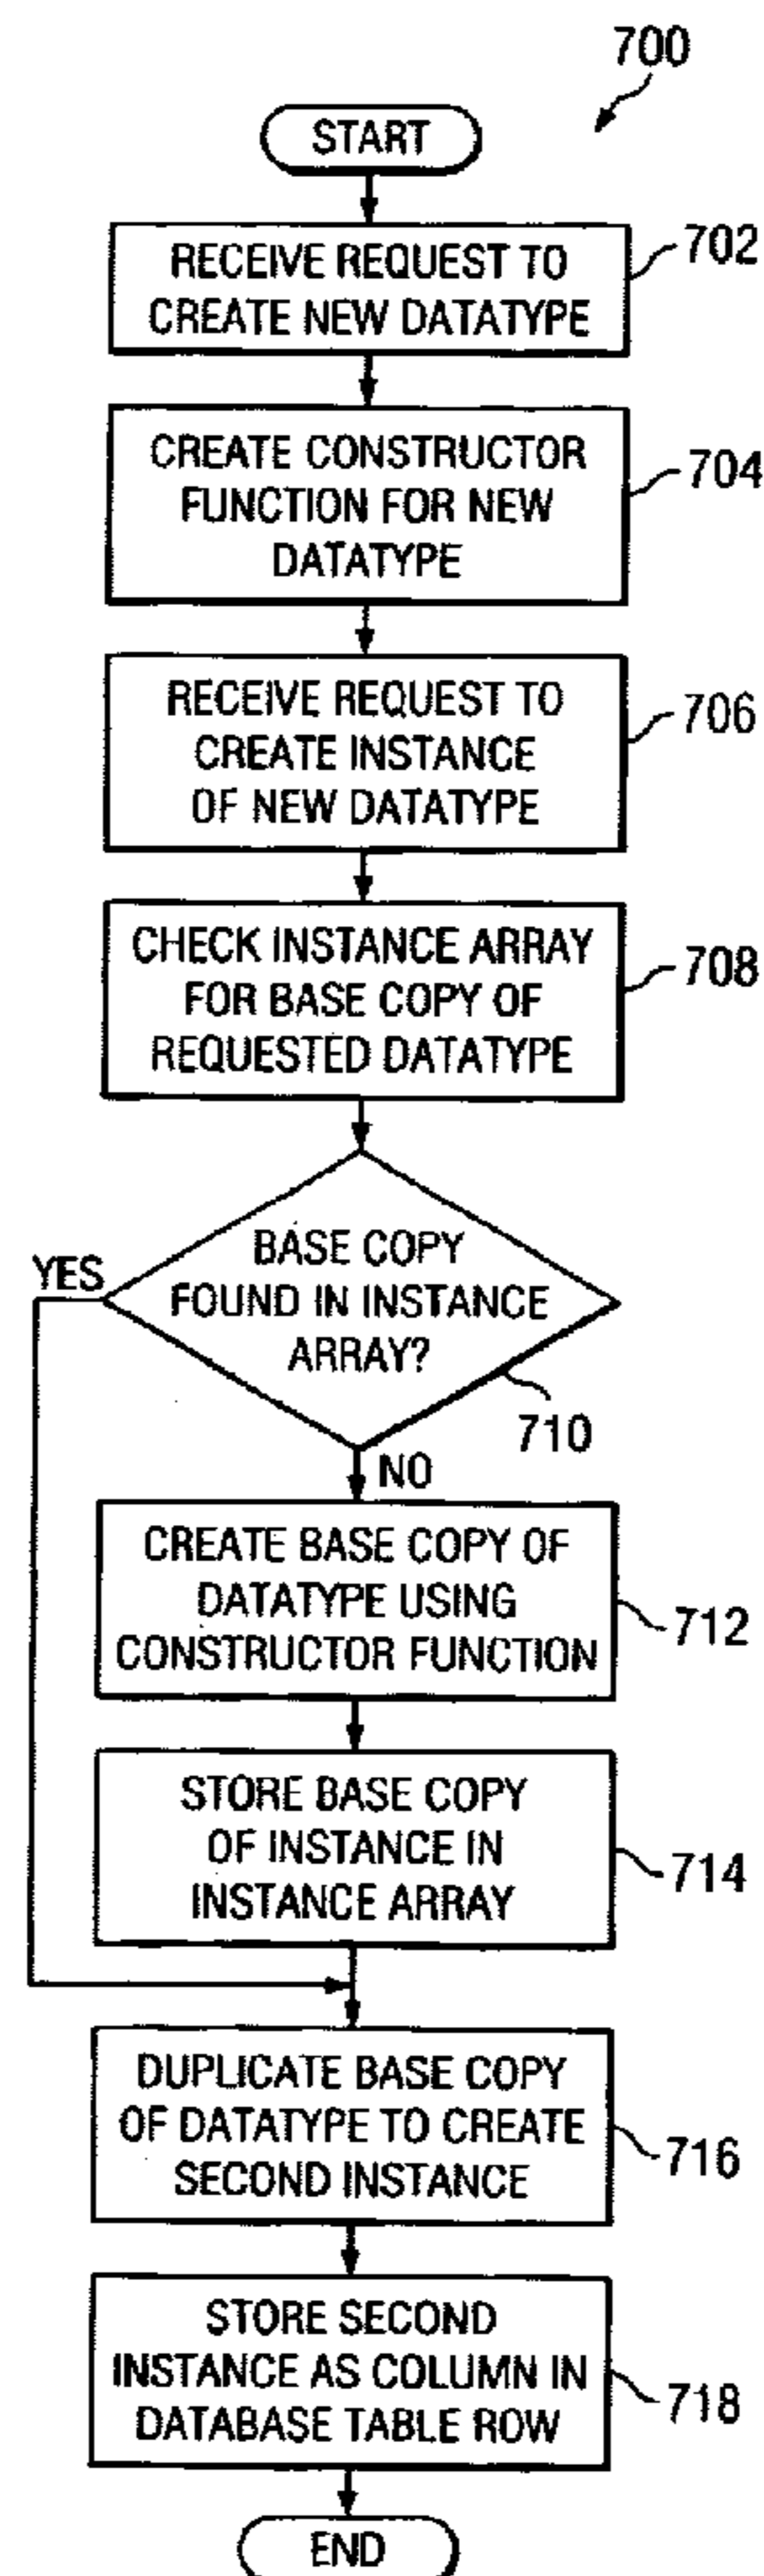 700
START
RECEIVE REQUEST TO
CREATE NEW DATATYPE
702
CREATE CONSTRUCTOR
FUNCTION FOR NEW
DATATYPE
704
RECEIVE REQUEST TO
CREATE INSTANCE
OF NEW DATATYPE
706
CHECK INSTANCE ARRAY
FOR BASE COPY OF
REQUESTED DATATYPE
708
YES
BASE COPY
FOUND IN INSTANCE
ARRAY?
710
NO
CREATE BASE COPY OF
DATATYPE USING
CONSTRUCTOR FUNCTION
712
STORE BASE COPY
OF INSTANCE IN
INSTANCE ARRAY
714
DUPLICATE BASE COPY
OF DATATYPE TO CREATE
SECOND INSTANCE
716
STORE SECOND
INSTANCE AS COLUMN IN
DATABASE TABLE ROW
718
END